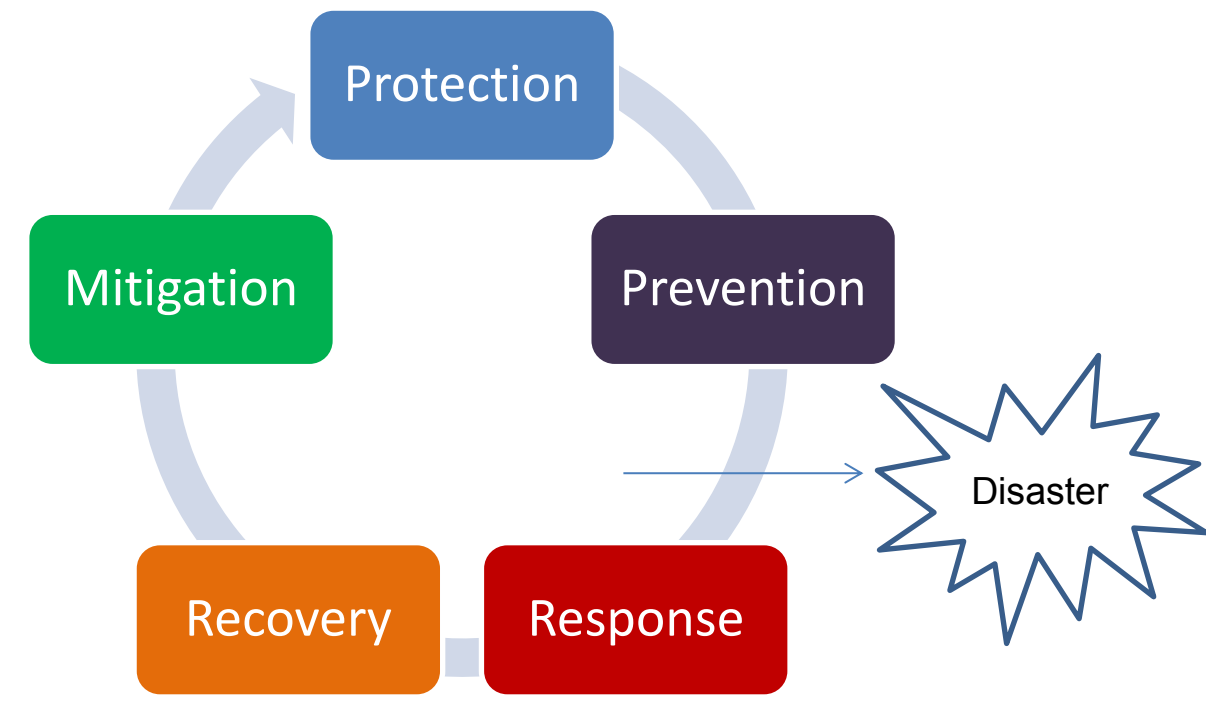 Protection
Mitigation
Prevention
Disaster
Recovery
Response